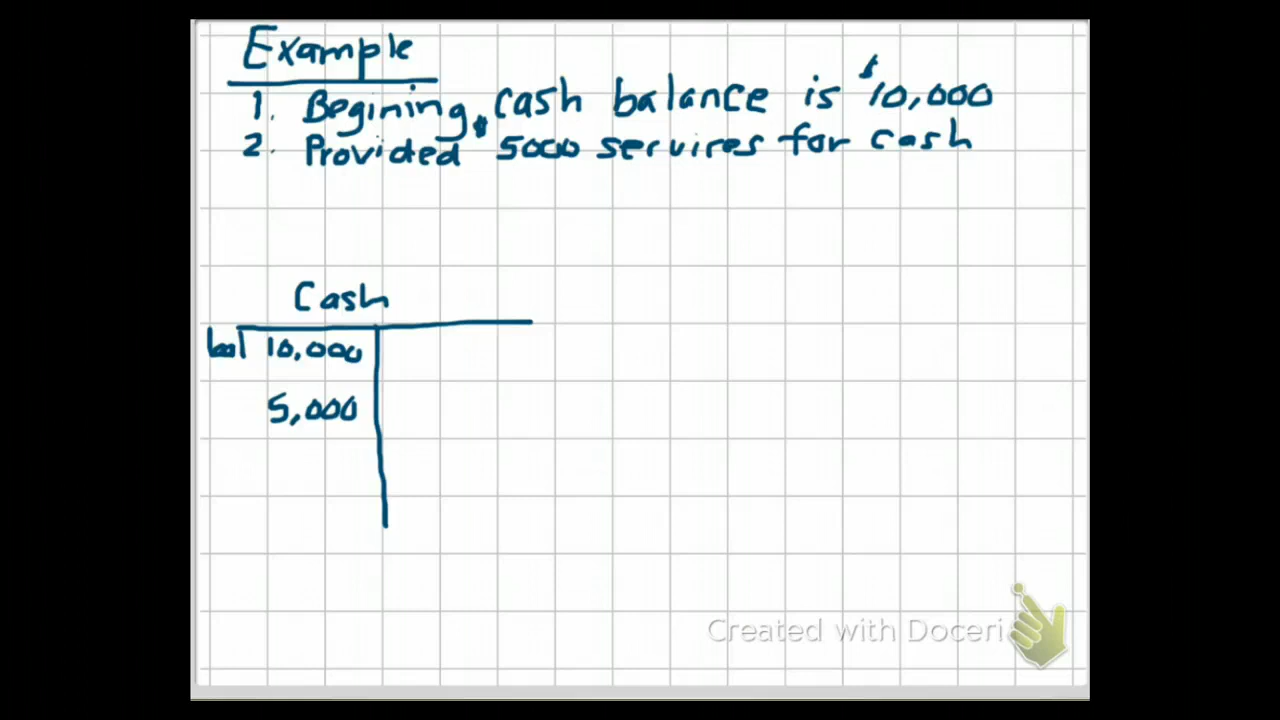 Example
1. Begining cash balance is $10,000
2. Provided $5000 services for cash
Cash
bal 10,000
5,000
Created with Doceri